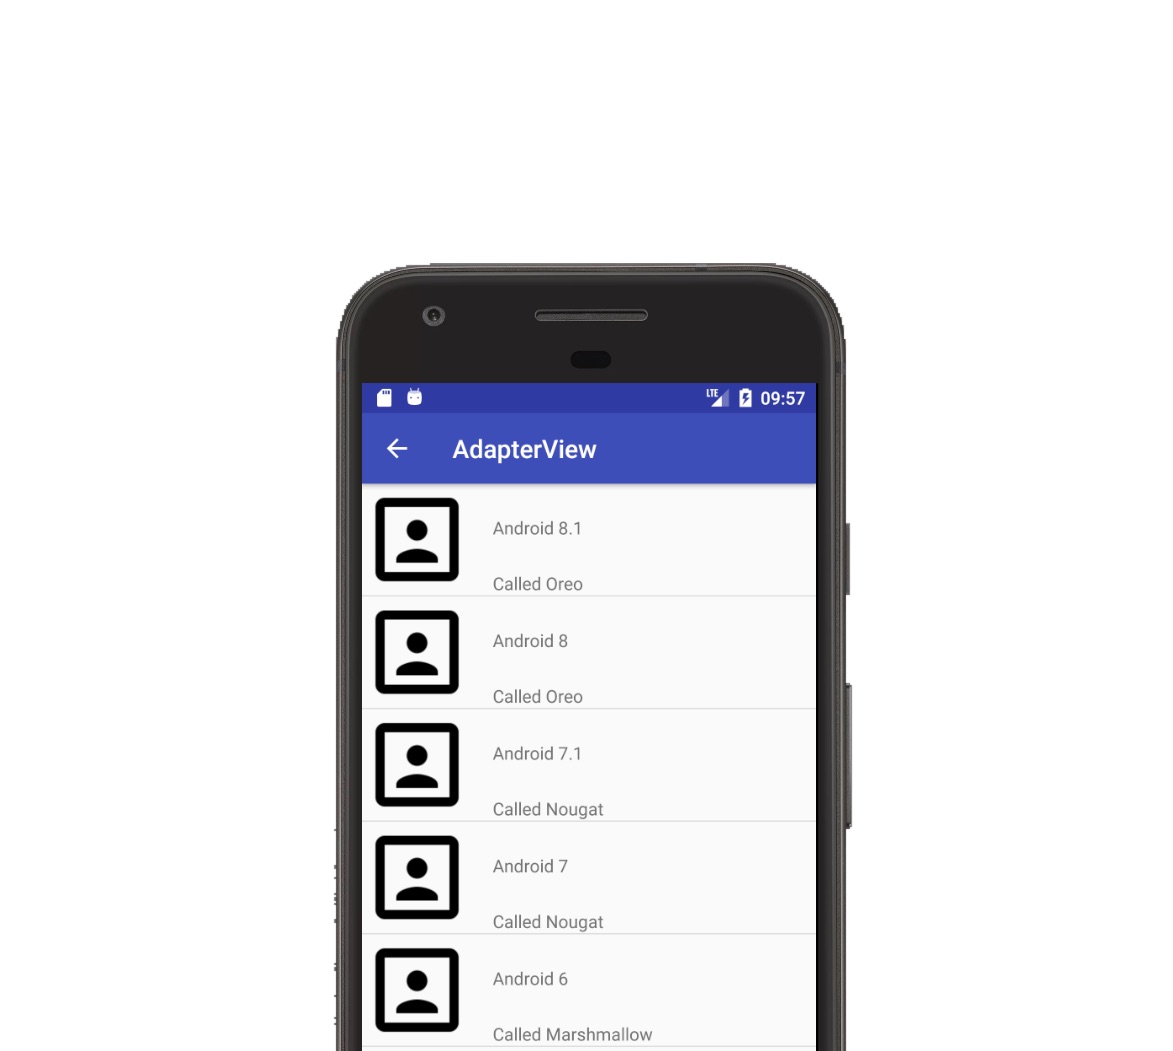 LTE 09:57
AdapterView
Android 8.1
Called Oreo
Android 8
Called Oreo
Android 7.1
Called Nougat
Android 7
Called Nougat
Android 6
Called Marshmallow